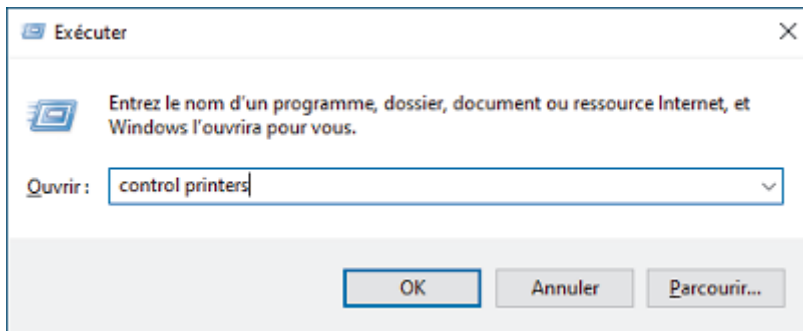 Exécuter
Entrez le nom d'un programme, dossier, document ou ressource Internet, et
Windows l'ouvrira pour vous.
Ouvrir : control printers
OK Annuler Parcourir...